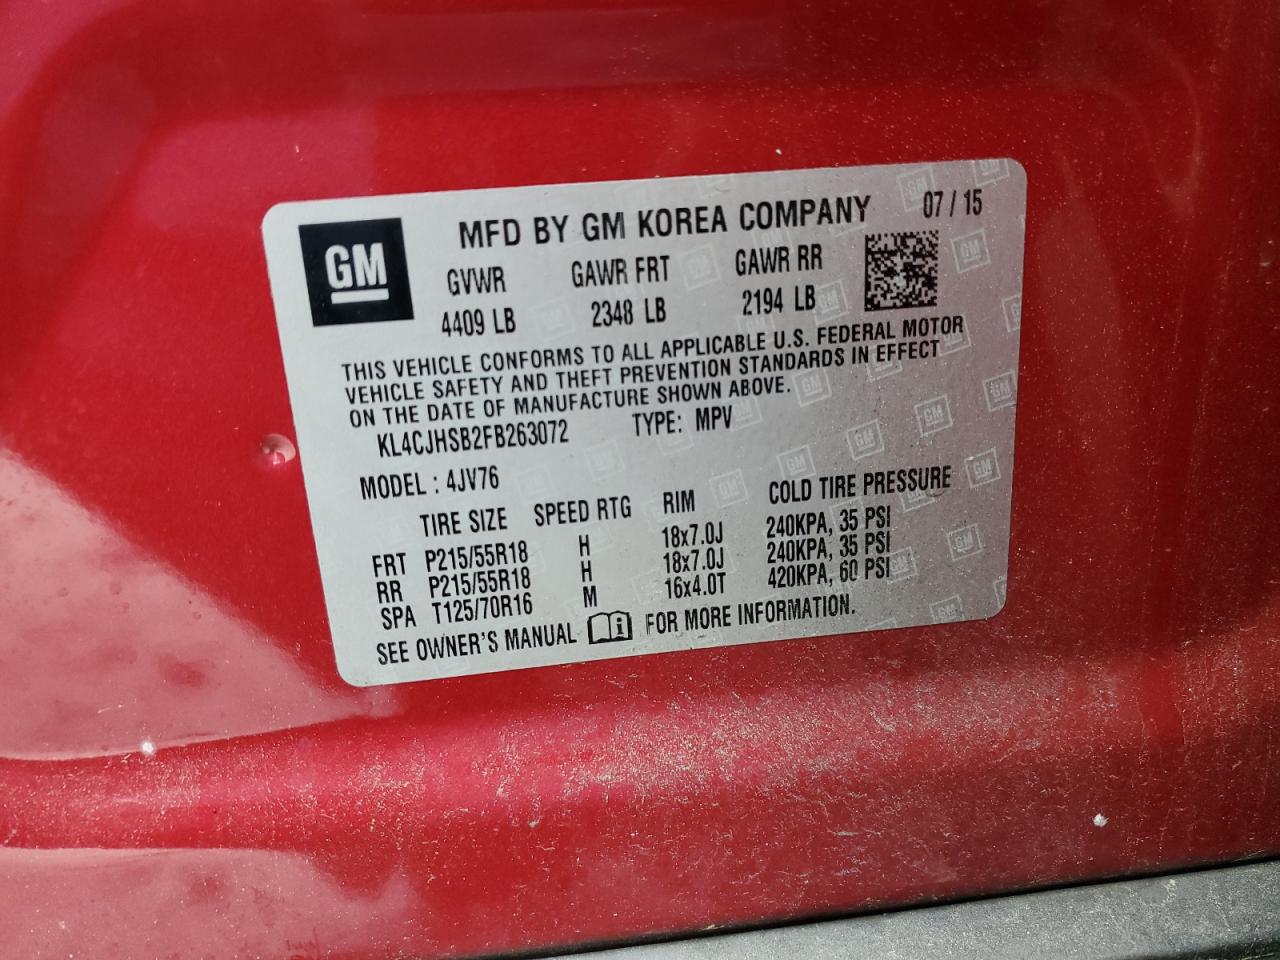 GM
MFD BY GM KOREA COMPANY 07 / 15
GVWR GAWR FRT GAWR RR
4409 LB 2348 LB 2194 LB
THIS VEHICLE CONFORMS TO ALL APPLICABLE U.S. FEDERAL MOTOR
VEHICLE SAFETY AND THEFT PREVENTION STANDARDS IN EFFECT
ON THE DATE OF MANUFACTURE SHOWN ABOVE.
KL4CJHSB2FB263072 TYPE: MPV
MODEL : 4JV76
TIRE SIZE SPEED RTG RIM COLD TIRE PRESSURE
FRT P215/55R18 H 18x7.0J 240KPA, 35 PSI
RR P215/55R18 H 18x7.0J 240KPA, 35 PSI
SPA T125/70R16 M 16x4.0T 420KPA, 60 PSI
SEE OWNER'S MANUAL FOR MORE INFORMATION.